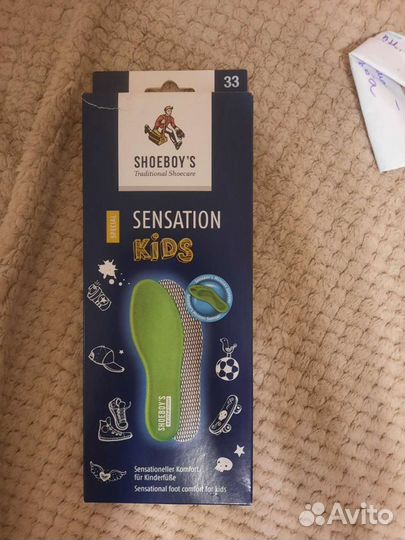 33
SHOEBOY'S
Traditional Shoecare
SPECIAL
SENSATION
KiDS
SHOEBOY'S
Sensationeller Komfort
für Kinderfüße
Sensational foot comfort for kids
Avito